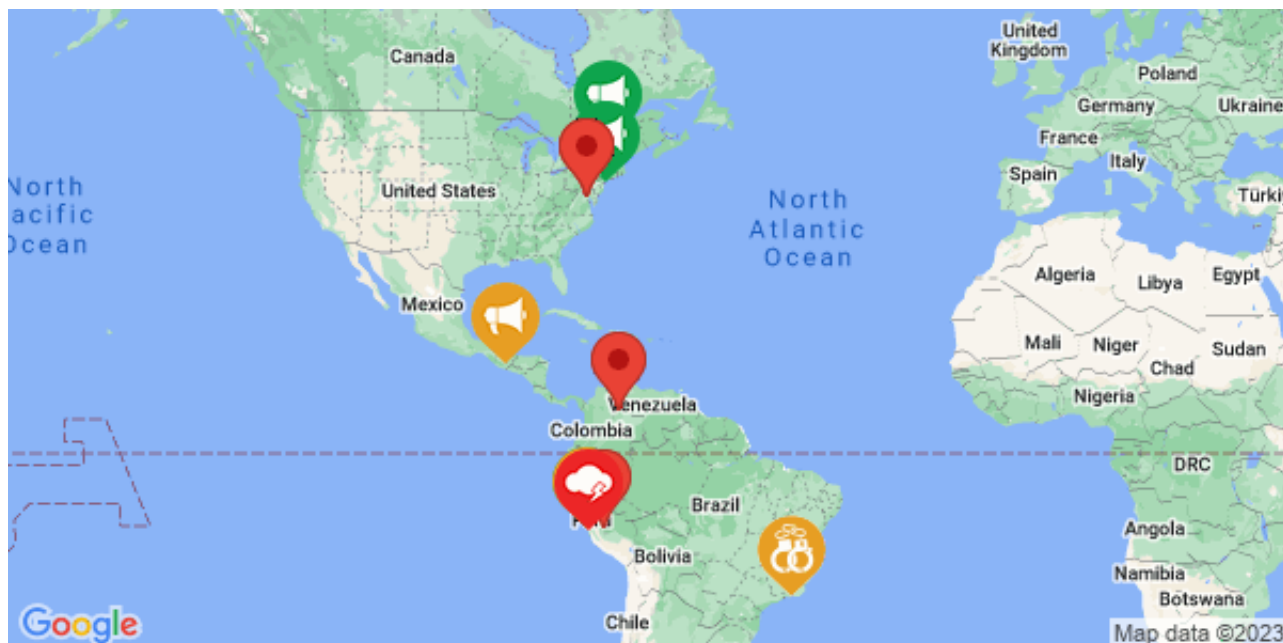 Canada
United
Kingdom
Poland
Germany
Ukraine
France
Italy
Spain
Türki
United States
North
acific
Ocean
North
Atlantic
Ocean
Algeria
Libya
Egypt
Mexico
Mali
Niger
Sudan
Chad
Nigeria
Venezuela
Colombia
DRC
Brazil
Peru
Angola
Bolivia
Namibia
Botswana
Chile
Google
Map data ©2023